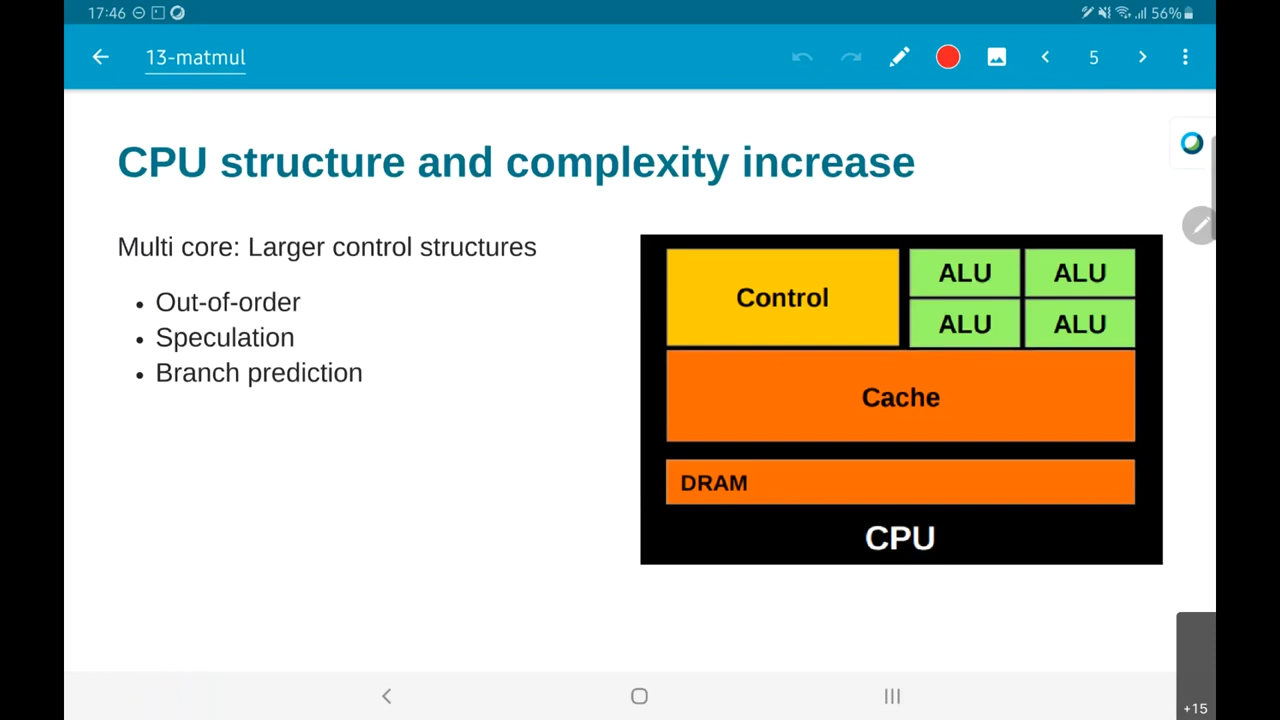 17:46 56%
13-matmul 5
CPU structure and complexity increase
Multi core: Larger control structures
• Out-of-order
• Speculation
• Branch prediction
Control
ALU ALU
ALU ALU
Cache
DRAM
CPU
+15